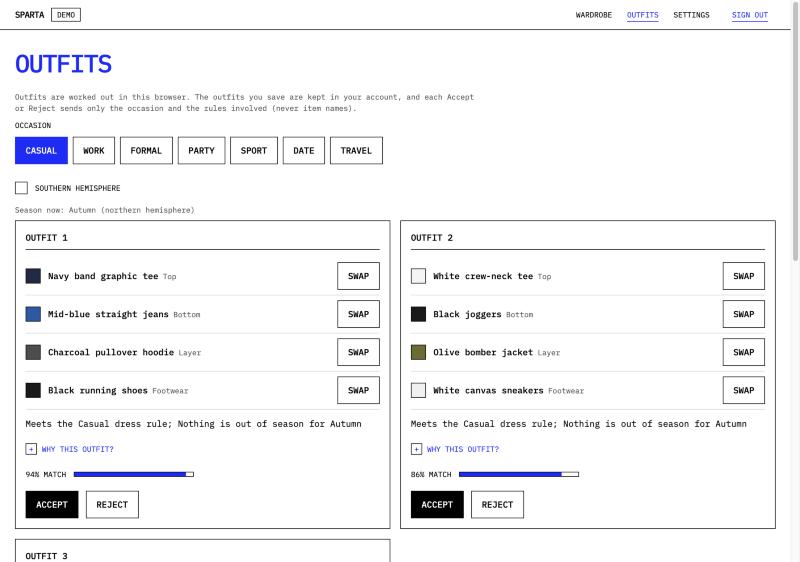 SPARTA DEMO WARDROBE OUTFITS SETTINGS SIGN OUT
OUTFITS
Outfits are worked out in this browser. The outfits you save are kept in your account, and each Accept
or Reject sends only the occasion and the rules involved (never item names).
OCCASION
CASUAL WORK FORMAL PARTY SPORT DATE TRAVEL
SOUTHERN HEMISPHERE
Season now: Autumn (northern hemisphere)
OUTFIT 1
Navy band graphic tee Top SWAP
Mid-blue straight jeans Bottom SWAP
Charcoal pullover hoodie Layer SWAP
Black running shoes Footwear SWAP
Meets the Casual dress rule; Nothing is out of season for Autumn
+ WHY THIS OUTFIT?
94% MATCH
ACCEPT REJECT
OUTFIT 2
White crew-neck tee Top SWAP
Black joggers Bottom SWAP
Olive bomber jacket Layer SWAP
White canvas sneakers Footwear SWAP
Meets the Casual dress rule; Nothing is out of season for Autumn
+ WHY THIS OUTFIT?
86% MATCH
ACCEPT REJECT
OUTFIT 3